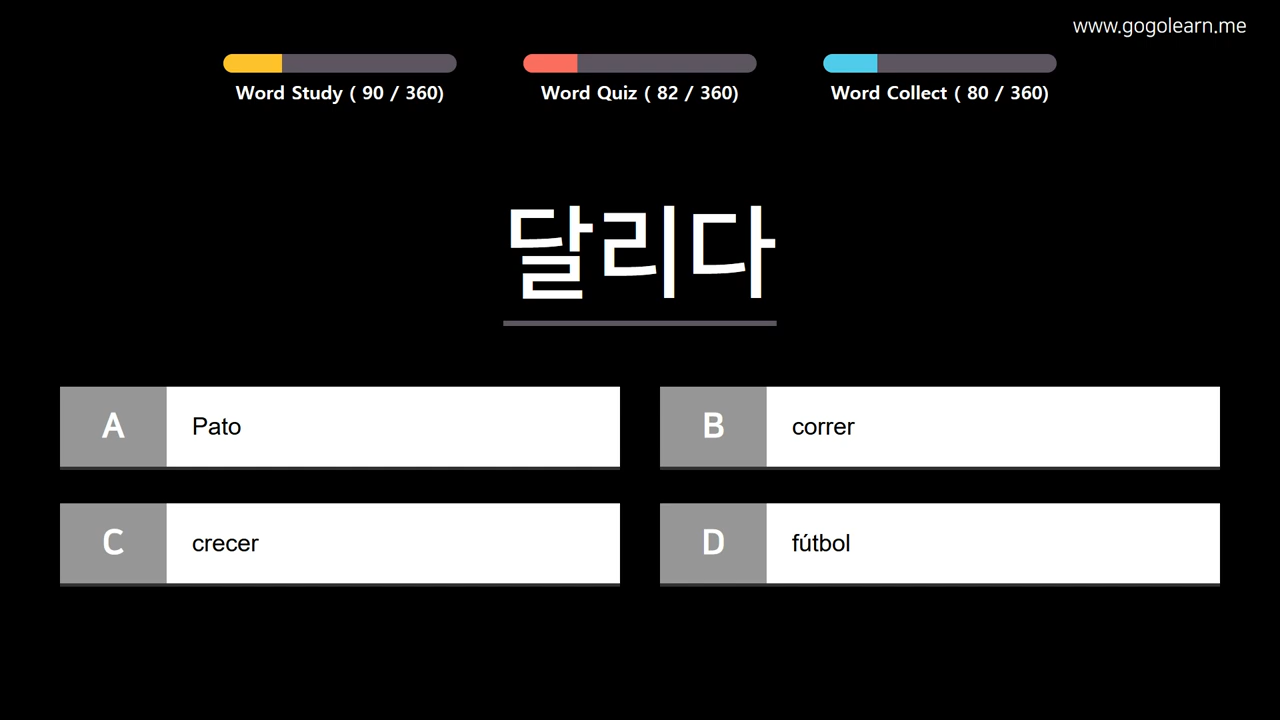 www.gogolearn.me
Word Study ( 90 / 360)
Word Quiz ( 82 / 360)
Word Collect ( 80 / 360)
달리다
A Pato
B correr
C crecer
D fútbol